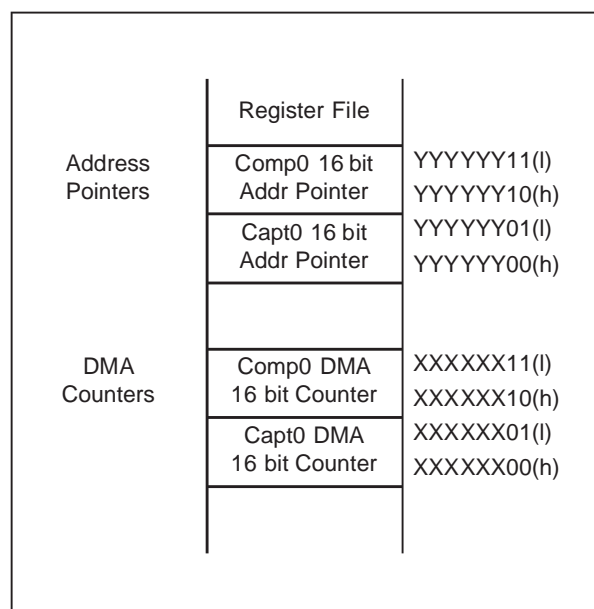 Register File
Address
Pointers
Comp0 16 bit
Addr Pointer
YYYYYY11(l)
YYYYYY10(h)
Capt0 16 bit
Addr Pointer
YYYYYY01(l)
YYYYYY00(h)
DMA
Counters
Comp0 DMA
16 bit Counter
XXXXXX11(l)
XXXXXX10(h)
Capt0 DMA
16 bit Counter
XXXXXX01(l)
XXXXXX00(h)